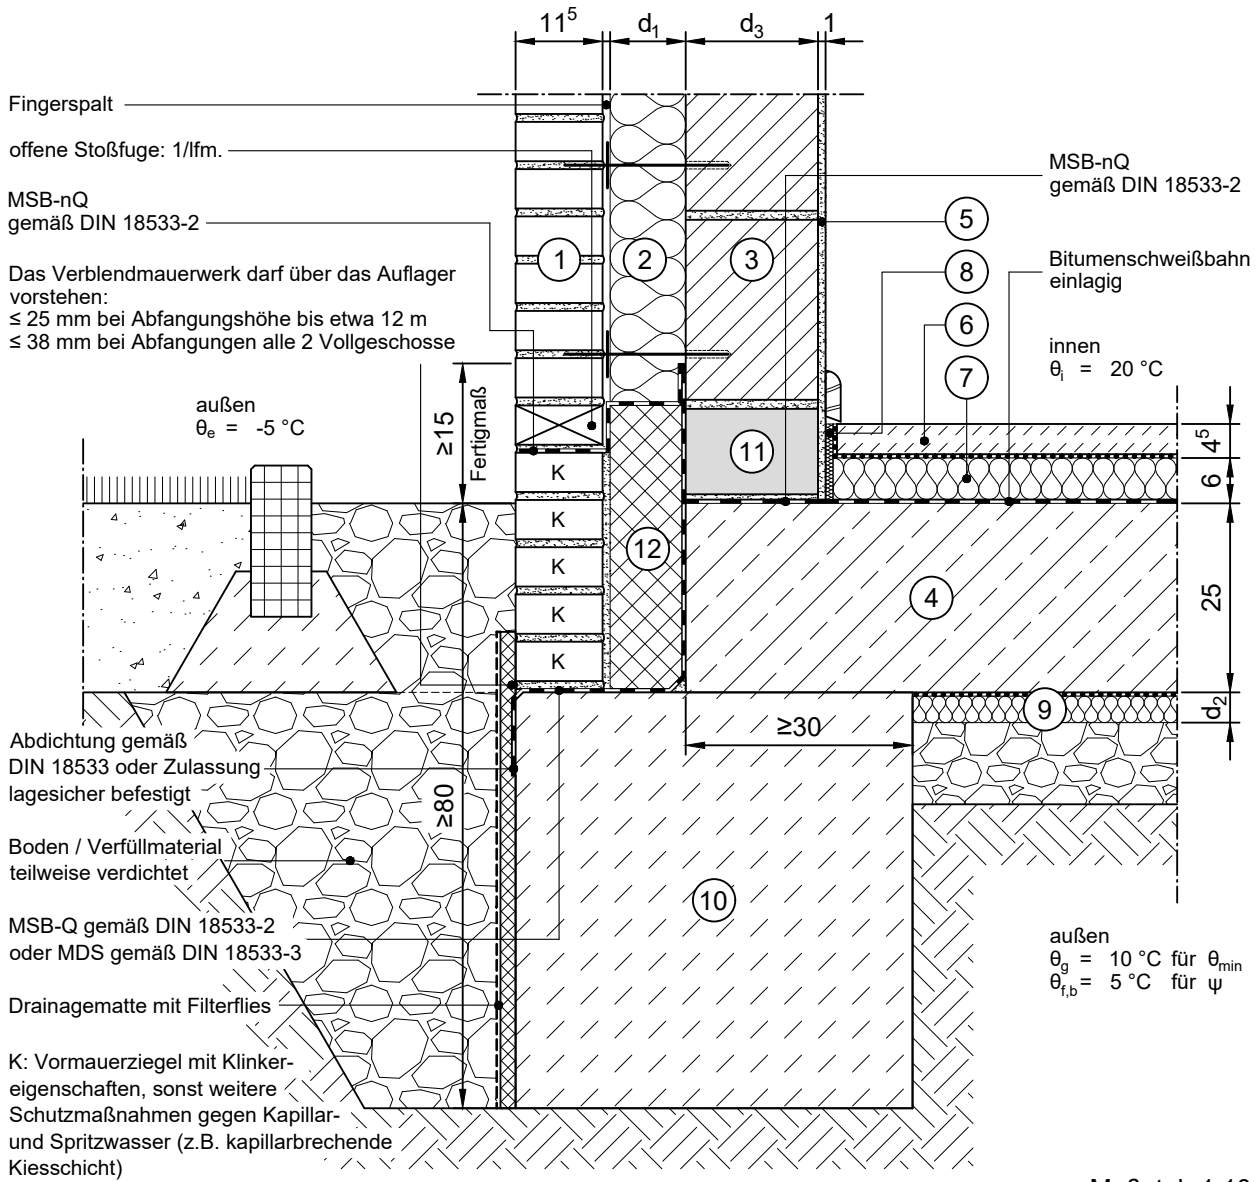 11⁵ d₁ d₃ 1
Fingerspalt
offene Stoßfuge: 1/lfm.
MSB-nQ
gemäß DIN 18533-2
Das Verblendmauerwerk darf über das Auflager
vorstehen:
≤ 25 mm bei Abfangungshöhe bis etwa 12 m
≤ 38 mm bei Abfangungen alle 2 Vollgeschosse
außen
θe = -5 °C
≥15
Fertigmaß
1 2 3
MSB-nQ
gemäß DIN 18533-2
5
8
6
7
Bitumenschweißbahn
einlagig
innen
θi = 20 °C
11
12
4
K
K
K
K
K
4⁵
6
25
d₂
9
≥30
≥80
10
Abdichtung gemäß
DIN 18533 oder Zulassung
lagesicher befestigt
Boden / Verfüllmaterial
teilweise verdichtet
MSB-Q gemäß DIN 18533-2
oder MDS gemäß DIN 18533-3
Drainagematte mit Filterflies
K: Vormauerziegel mit Klinker-
eigenschaften, sonst weitere
Schutzmaßnahmen gegen Kapillar-
und Spritzwasser (z.B. kapillarbrechende
Kiesschicht)
außen
θg = 10 °C für θmin
θf,b = 5 °C für ψ